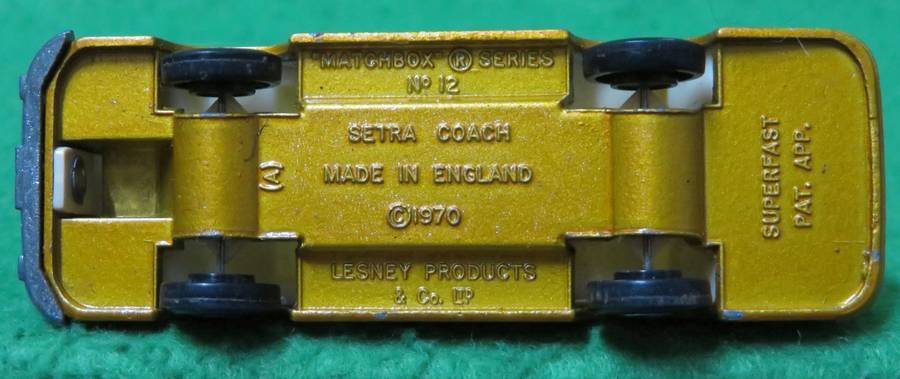 "MATCHBOX" ® SERIES
Nº 12
SETRA COACH
(A)
MADE IN ENGLAND
©1970
LESNEY PRODUCTS
& Co. LTD
SUPERFAST
PAT. APP.